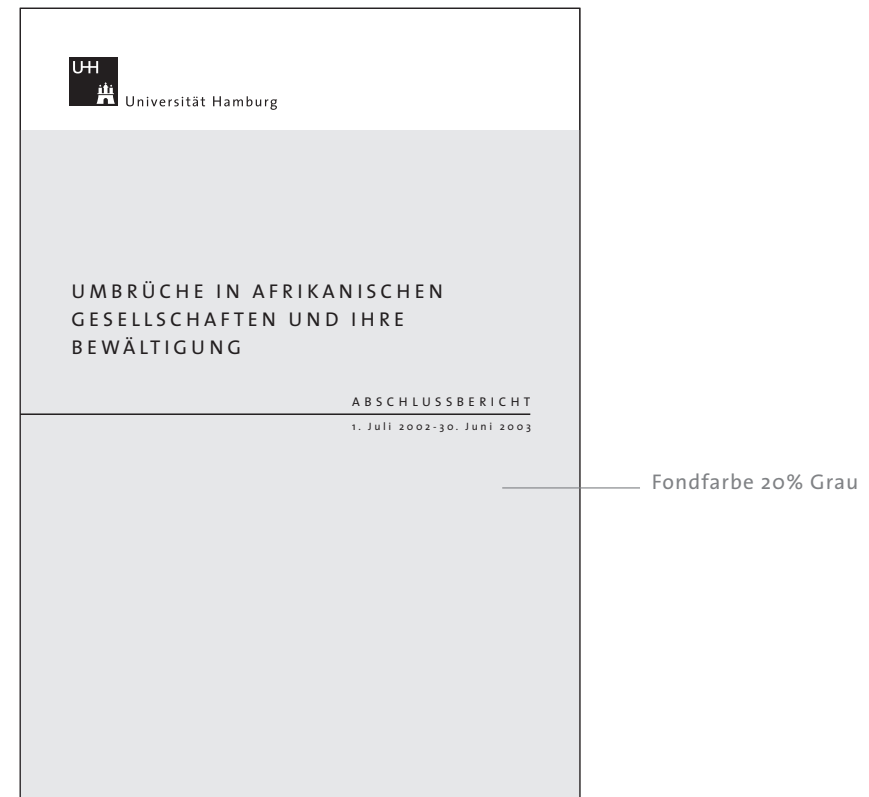 UHH
Universität Hamburg
UMBRÜCHE IN AFRIKANISCHEN
GESELLSCHAFTEN UND IHRE
BEWÄLTIGUNG
ABSCHLUSSBERICHT
1. Juli 2002-30. Juni 2003
Fondfarbe 20% Grau